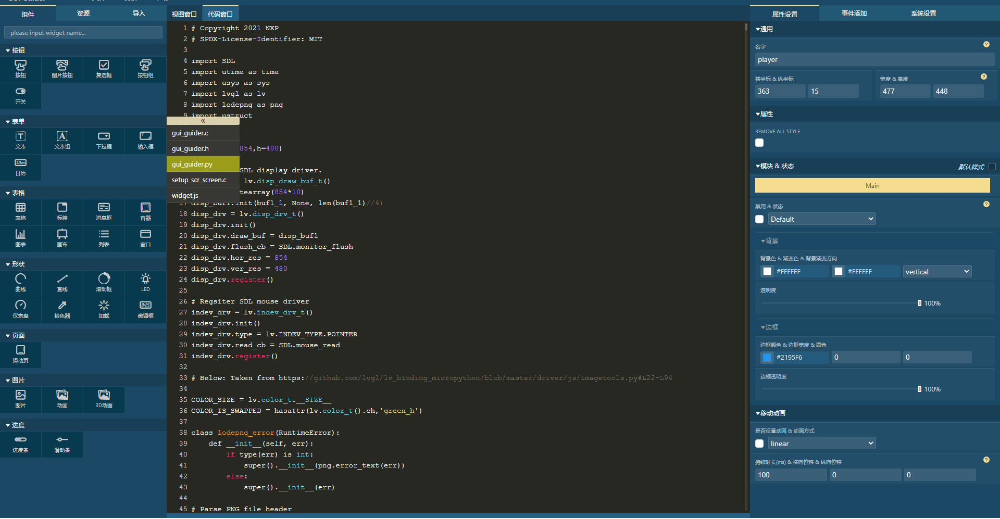 组件
资源
导入
please input widget name...
按钮
按钮
图片按钮
复选框
按钮组
开关
表单
文本
文本组
下拉框
输入框
日历
表格
表格
标签
消息框
容器
图表
画布
列表
窗口
形状
曲线
直线
滚动框
LED
仪表盘
拾色器
加载
微调框
页面
滑动页
图片
图片
动画
3D动画
进度
进度条
滑动条
视图窗口
代码窗口
1 # Copyright 2021 NXP
2 # SPDX-License-Identifier: MIT
3
4 import SDL
5 import utime as time
6 import usys as sys
7 import lvgl as lv
8 import lodepng as png
9 import ustruct
«
gui_guider.c
gui_guider.h
gui_guider.py
setup_scr_screen.c
widget.js
854,h=480)
SDL display driver.
lv.disp_draw_buf_t()
tearray(854*10)
17 disp_buf1.init(buf1_1, None, len(buf1_1)//4)
18 disp_drv = lv.disp_drv_t()
19 disp_drv.init()
20 disp_drv.draw_buf = disp_buf1
21 disp_drv.flush_cb = SDL.monitor_flush
22 disp_drv.hor_res = 854
23 disp_drv.ver_res = 480
24 disp_drv.register()
25
26 # Regsiter SDL mouse driver
27 indev_drv = lv.indev_drv_t()
28 indev_drv.init()
29 indev_drv.type = lv.INDEV_TYPE.POINTER
30 indev_drv.read_cb = SDL.mouse_read
31 indev_drv.register()
32
33 # Below: Taken from https://github.com/lvgl/lv_binding_micropython/blob/master/driver/js/imagetools.py#L22-L94
34
35 COLOR_SIZE = lv.color_t.__SIZE__
36 COLOR_IS_SWAPPED = hasattr(lv.color_t().ch,'green_h')
37
38 class lodepng_error(RuntimeError):
39 def __init__(self, err):
40 if type(err) is int:
41 super().__init__(png.error_text(err))
42 else:
43 super().__init__(err)
44
45 # Parse PNG file header
属性设置
事件添加
系统设置
通用
名字
player
横坐标 & 纵坐标
宽度 & 高度
363
15
477
448
属性
REMOVE ALL STYLE
模块 & 状态
默认样式
Main
禁用 & 状态
Default
背景
背景色 & 渐变色 & 背景渐变方向
#FFFFFF
#FFFFFF
vertical
透明度
100%
边框
边框颜色 & 边框宽度 & 圆角
#2195F6
0
0
边框透明度
100%
移动动画
是否设置动画 & 动画方式
linear
持续时长(ms) & 横向位移 & 纵向位移
100
0
0